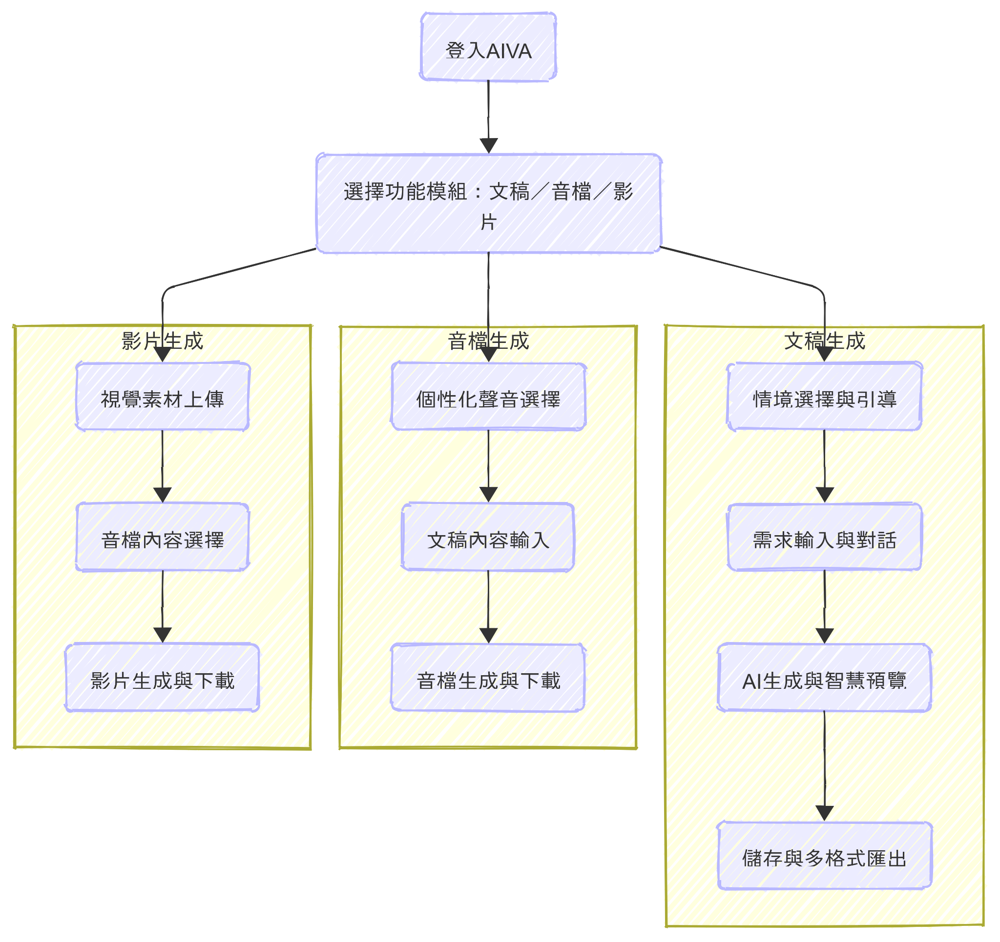 登入AIVA
選擇功能模組：文稿／音檔／影
片
影片生成
視覺素材上傳
音檔內容選擇
影片生成與下載
音檔生成
個性化聲音選擇
文稿內容輸入
音檔生成與下載
文稿生成
情境選擇與引導
需求輸入與對話
AI生成與智慧預覽
儲存與多格式匯出